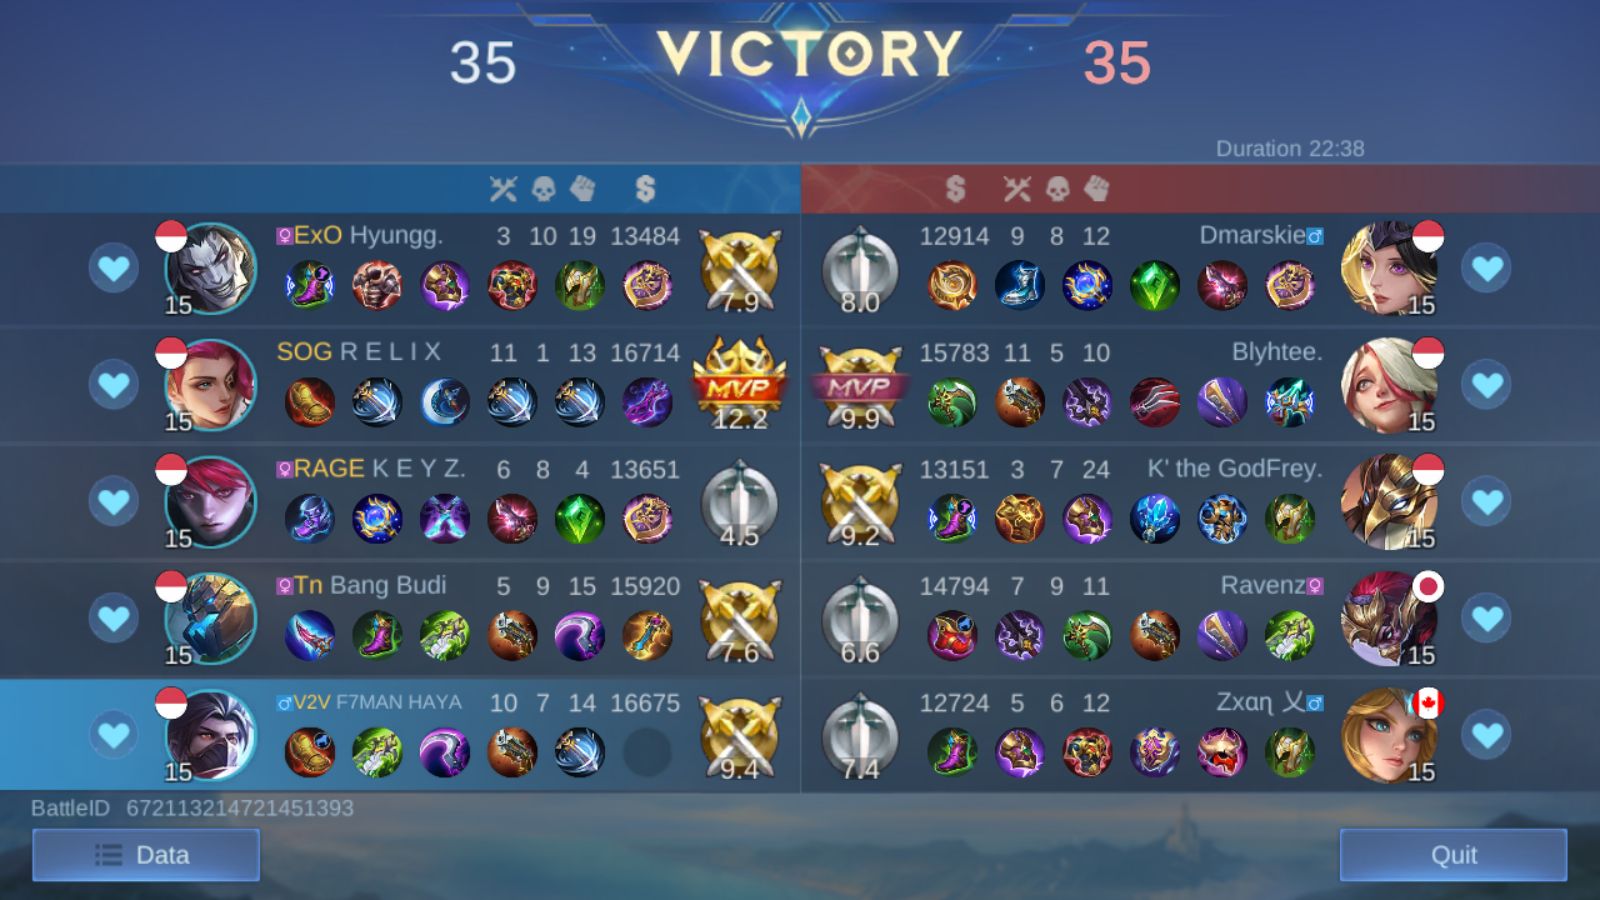 35 VICTORY 35
Duration 22:38
ExO Hyungg. 3 10 19 13484 7.9
15
8.0 12914 9 8 12 Dmarskie
15
SOG R E L I X 11 1 13 16714 MVP 12.2
15
MVP 9.9 15783 11 5 10 Blyhtee.
15
RAGE K E Y Z. 6 8 4 13651 4.5
15
9.2 13151 3 7 24 K' the GodFrey.
15
Tn Bang Budi 5 9 15 15920 7.6
15
6.6 14794 7 9 11 Ravenz
15
V2V F7MAN HAYA 10 7 14 16675 9.4
15
7.4 12724 5 6 12 Zxαη 乂
15
BattleID 672113214721451393
Data
Quit